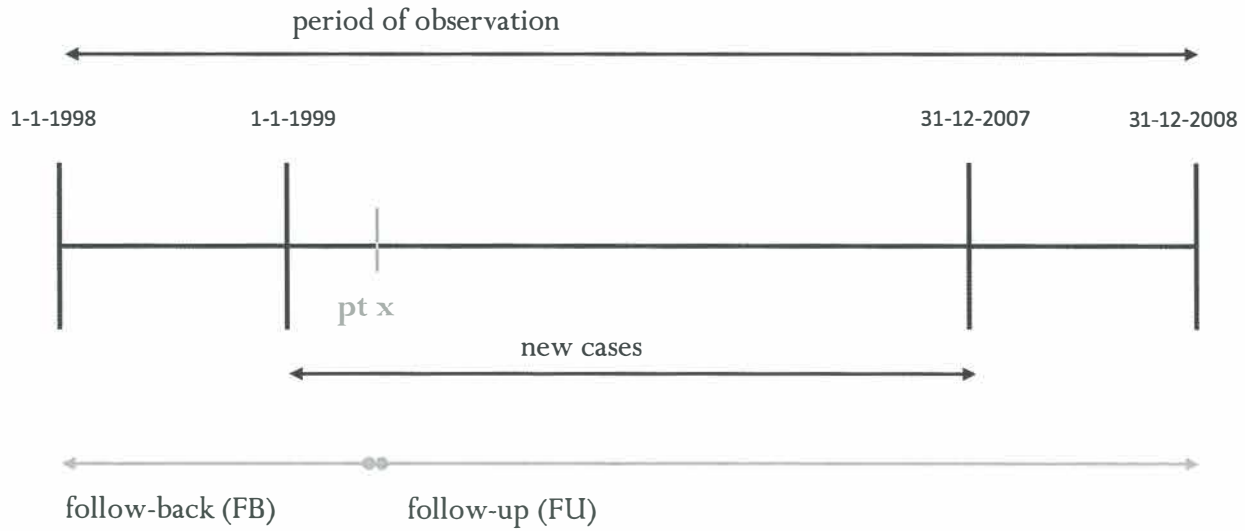 period of observation
1-1-1998 1-1-1999 31-12-2007 31-12-2008
pt x
new cases
follow-back (FB) follow-up (FU)